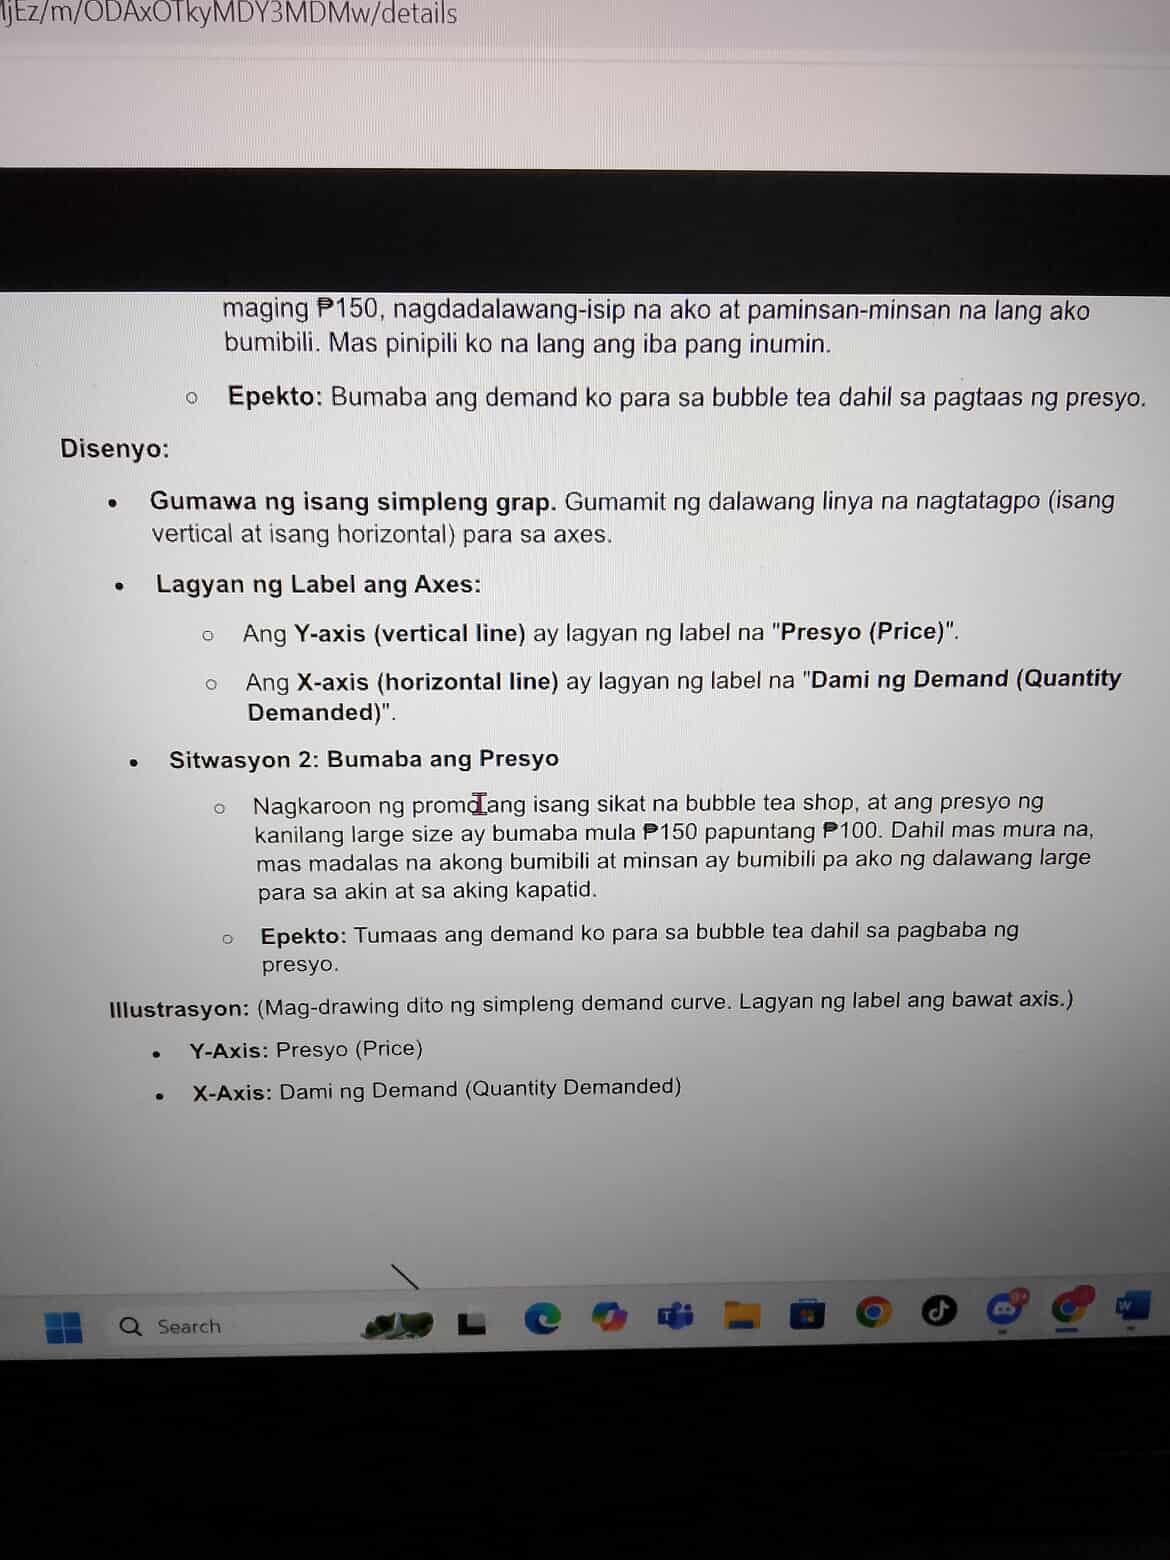 MjEz/m/ODAxOTkyMDY3MDMw/details
maging ₱150, nagdadalawang-isip na ako at paminsan-minsan na lang ako
bumibili. Mas pinipili ko na lang ang iba pang inumin.
○ Epekto: Bumaba ang demand ko para sa bubble tea dahil sa pagtaas ng presyo.
Disenyo:
• Gumawa ng isang simpleng grap. Gumamit ng dalawang linya na nagtatagpo (isang
vertical at isang horizontal) para sa axes.
• Lagyan ng Label ang Axes:
○ Ang Y-axis (vertical line) ay lagyan ng label na "Presyo (Price)".
○ Ang X-axis (horizontal line) ay lagyan ng label na "Dami ng Demand (Quantity
Demanded)".
• Sitwasyon 2: Bumaba ang Presyo
○ Nagkaroon ng promo ang isang sikat na bubble tea shop, at ang presyo ng
kanilang large size ay bumaba mula ₱150 papuntang ₱100. Dahil mas mura na,
mas madalas na akong bumibili at minsan ay bumibili pa ako ng dalawang large
para sa akin at sa aking kapatid.
○ Epekto: Tumaas ang demand ko para sa bubble tea dahil sa pagbaba ng
presyo.
Illustrasyon: (Mag-drawing dito ng simpleng demand curve. Lagyan ng label ang bawat axis.)
• Y-Axis: Presyo (Price)
• X-Axis: Dami ng Demand (Quantity Demanded)
Search